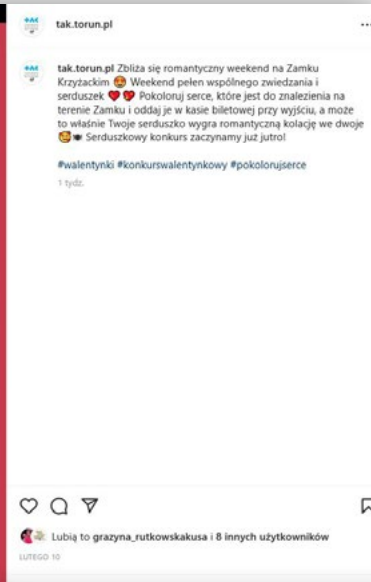 tak.torun.pl
tak.torun.pl Zbliża się romantyczny weekend na Zamku
Krzyżackim 🥰 Weekend pełen wspólnego zwiedzania i
serduszek ❤️💝 Pokoloruj serce, które jest do znalezienia na
terenie Zamku i oddaj je w kasie biletowej przy wyjściu, a może
to właśnie Twoje serduszko wygra romantyczną kolację we dwoje
🥰🍽 Serduszkowy konkurs zaczynamy już jutro!
#walentynki #konkurswalentynkowy #pokolorujserce
1 tydz.
Lubią to grazyna_rutkowskakusa i 8 innych użytkowników
LUTEGO 10